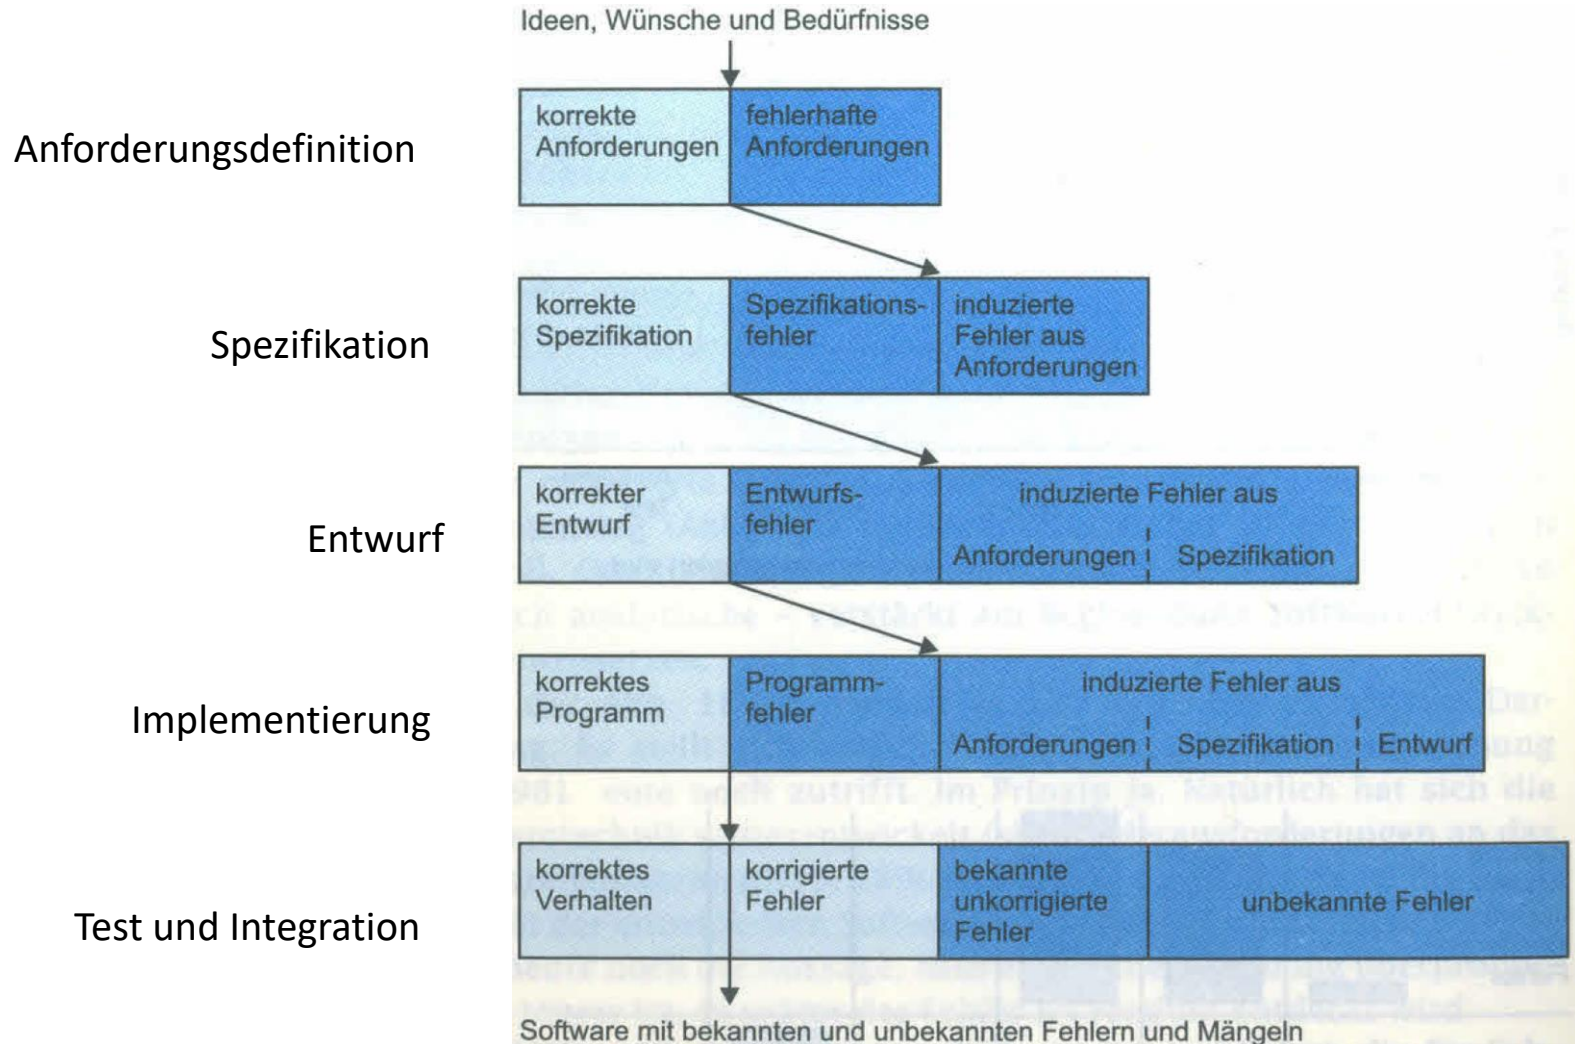 Ideen, Wünsche und Bedürfnisse
Anforderungsdefinition
korrekte
Anforderungen
fehlerhafte
Anforderungen
Spezifikation
korrekte
Spezifikation
Spezifikations-
fehler
induzierte
Fehler aus
Anforderungen
Entwurf
korrekter
Entwurf
Entwurfs-
fehler
induzierte Fehler aus
Anforderungen
Spezifikation
Implementierung
korrektes
Programm
Programm-
fehler
induzierte Fehler aus
Anforderungen
Spezifikation
Entwurf
Test und Integration
korrektes
Verhalten
korrigierte
Fehler
bekannte
unkorrigierte
Fehler
unbekannte Fehler
Software mit bekannten und unbekannten Fehlern und Mängeln